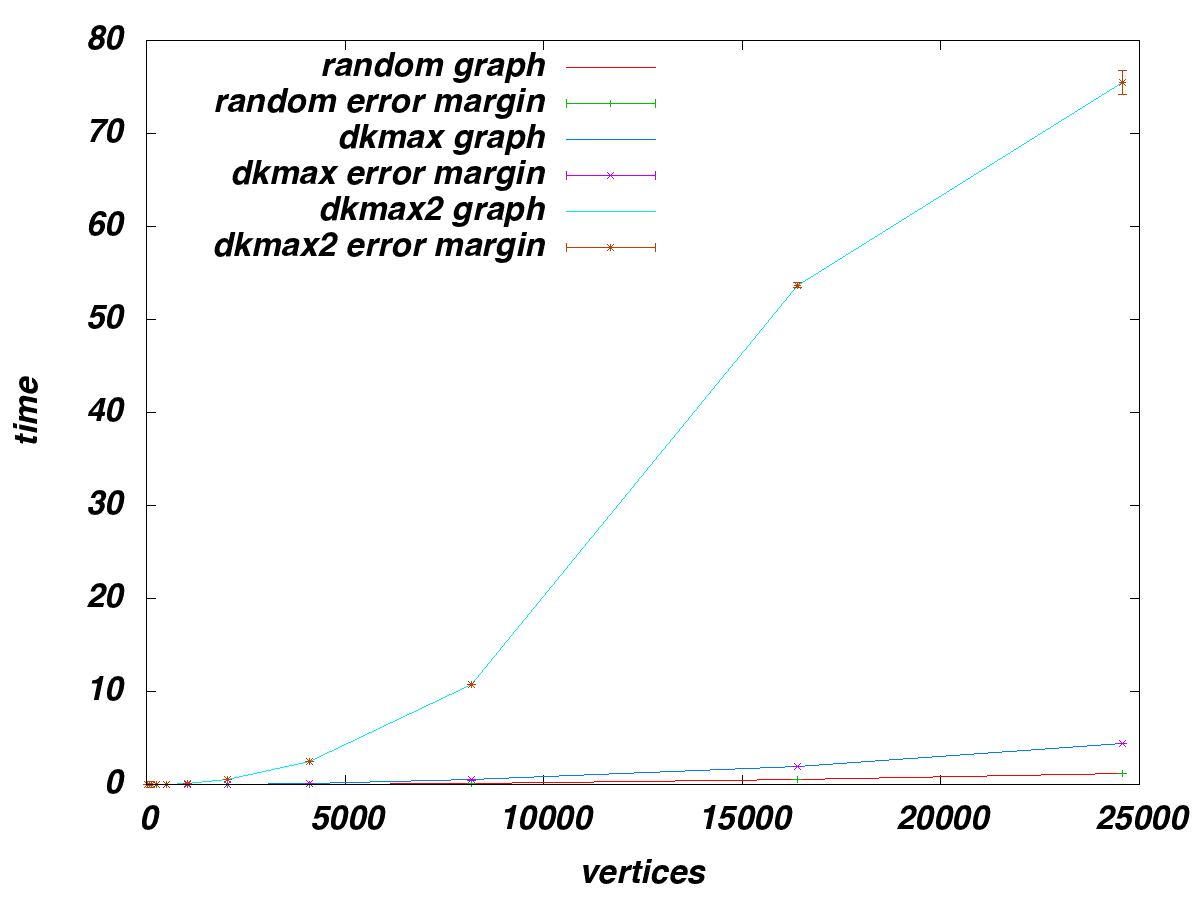 80
70
60
50
40
30
20
10
0
time
random graph
random error margin
dkmax graph
dkmax error margin
dkmax2 graph
dkmax2 error margin
0 5000 10000 15000 20000 25000
vertices